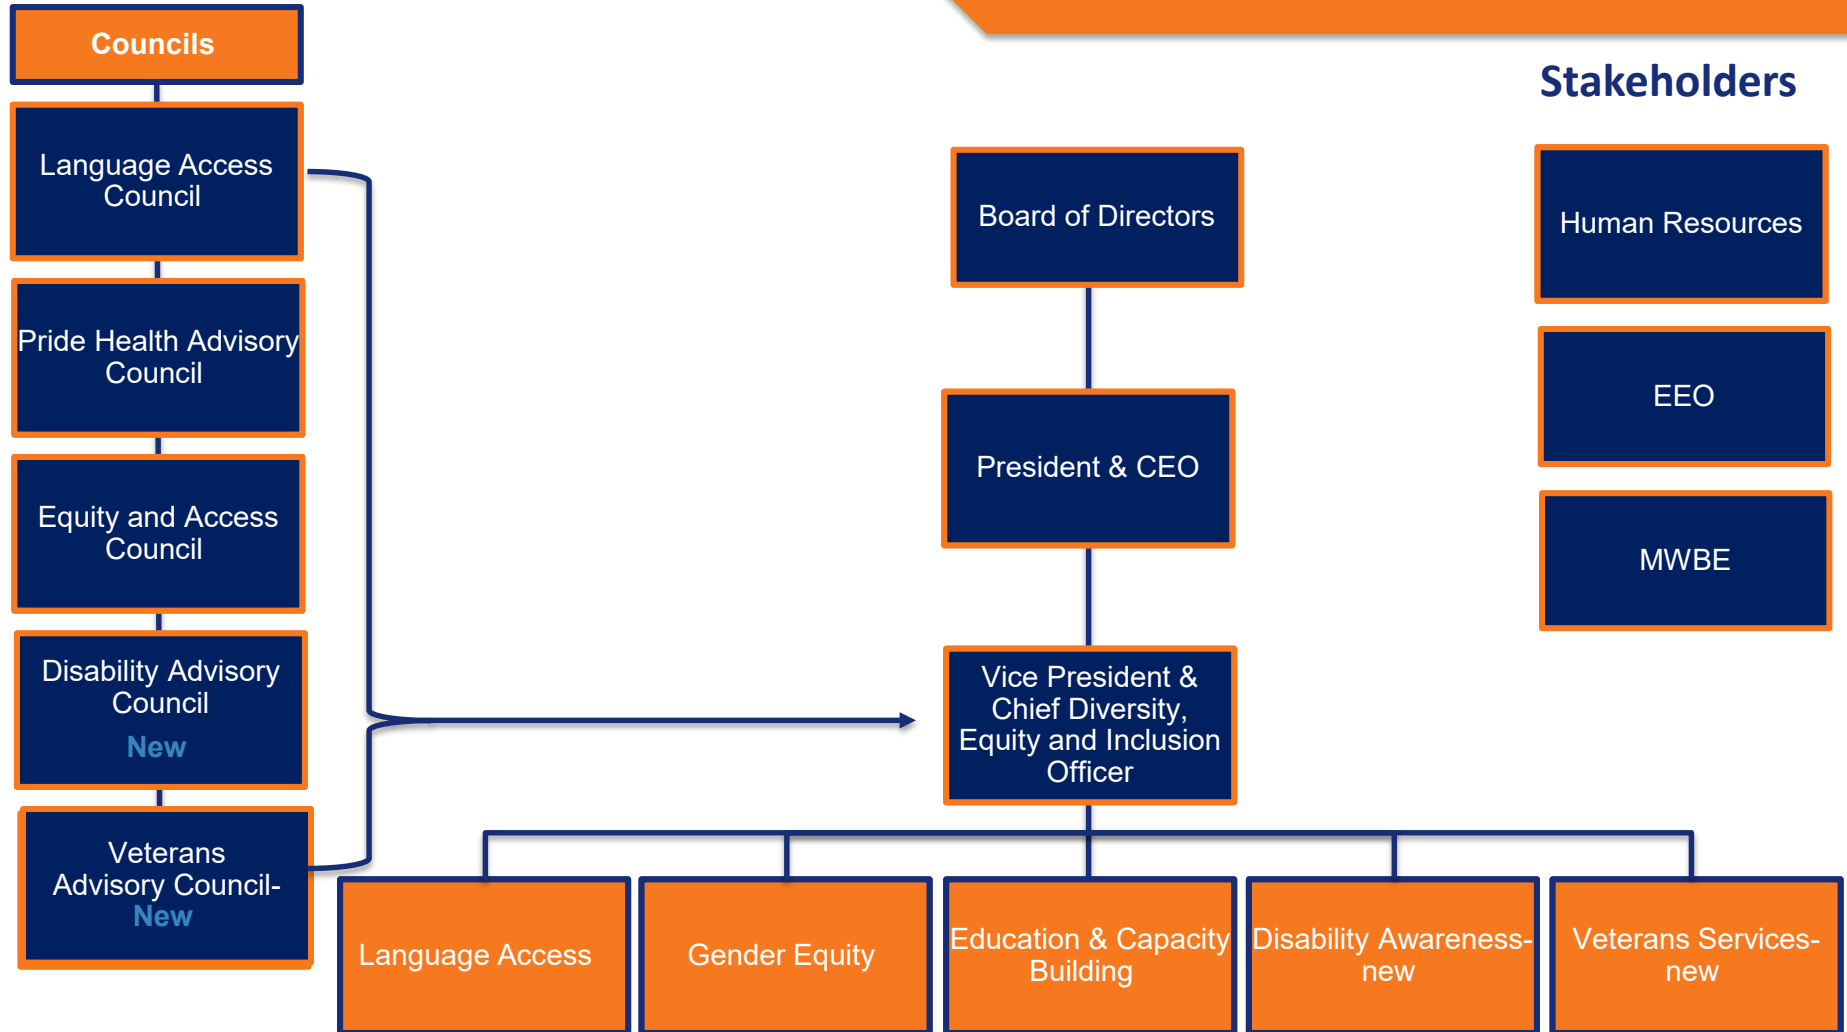 Councils
Language Access
Council
Pride Health Advisory
Council
Equity and Access
Council
Disability Advisory
Council
New
Veterans
Advisory Council-
New
Board of Directors
President & CEO
Vice President &
Chief Diversity,
Equity and Inclusion
Officer
Language Access
Gender Equity
Education & Capacity
Building
Disability Awareness-
new
Veterans Services-
new
Stakeholders
Human Resources
EEO
MWBE